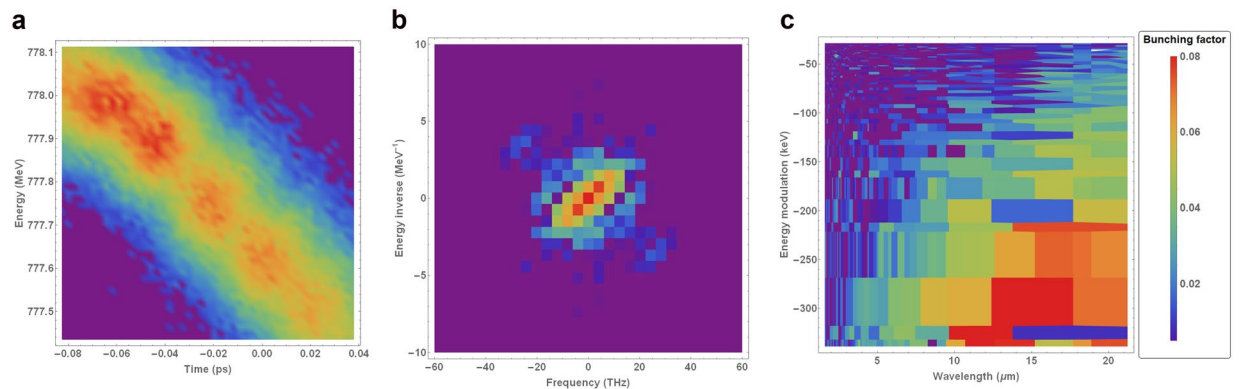 a
778.1
778.0
777.9
777.8
777.7
777.6
777.5
Energy (MeV)
−0.08 −0.06 −0.04 −0.02 0.00 0.02 0.04
Time (ps)
b
10
5
0
−5
−10
Energy inverse (MeV⁻¹)
−60 −40 −20 0 20 40 60
Frequency (THz)
c
−50
−100
−150
−200
−250
−300
Energy modulation (keV)
5 10 15 20
Wavelength (μm)
Bunching factor
0.08
0.06
0.04
0.02